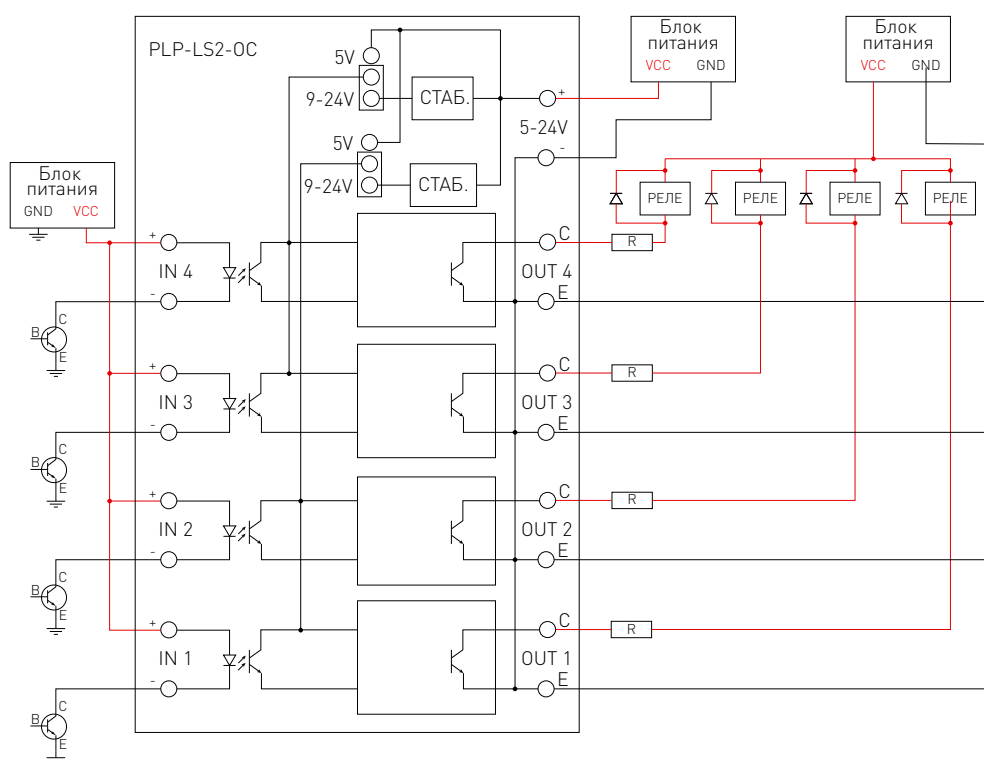 PLP-LS2-OC
5V
9-24V
СТАБ.
5V
9-24V
СТАБ.
+
5-24V
-
Блок
питания
VCC GND
Блок
питания
VCC GND
Блок
питания
GND VCC
РЕЛЕ РЕЛЕ РЕЛЕ РЕЛЕ
+
IN 4
-
C
B
E
C
R
OUT 4
E
+
IN 3
-
C
B
E
C
R
OUT 3
E
+
IN 2
-
C
B
E
C
R
OUT 2
E
+
IN 1
-
C
B
E
C
R
OUT 1
E